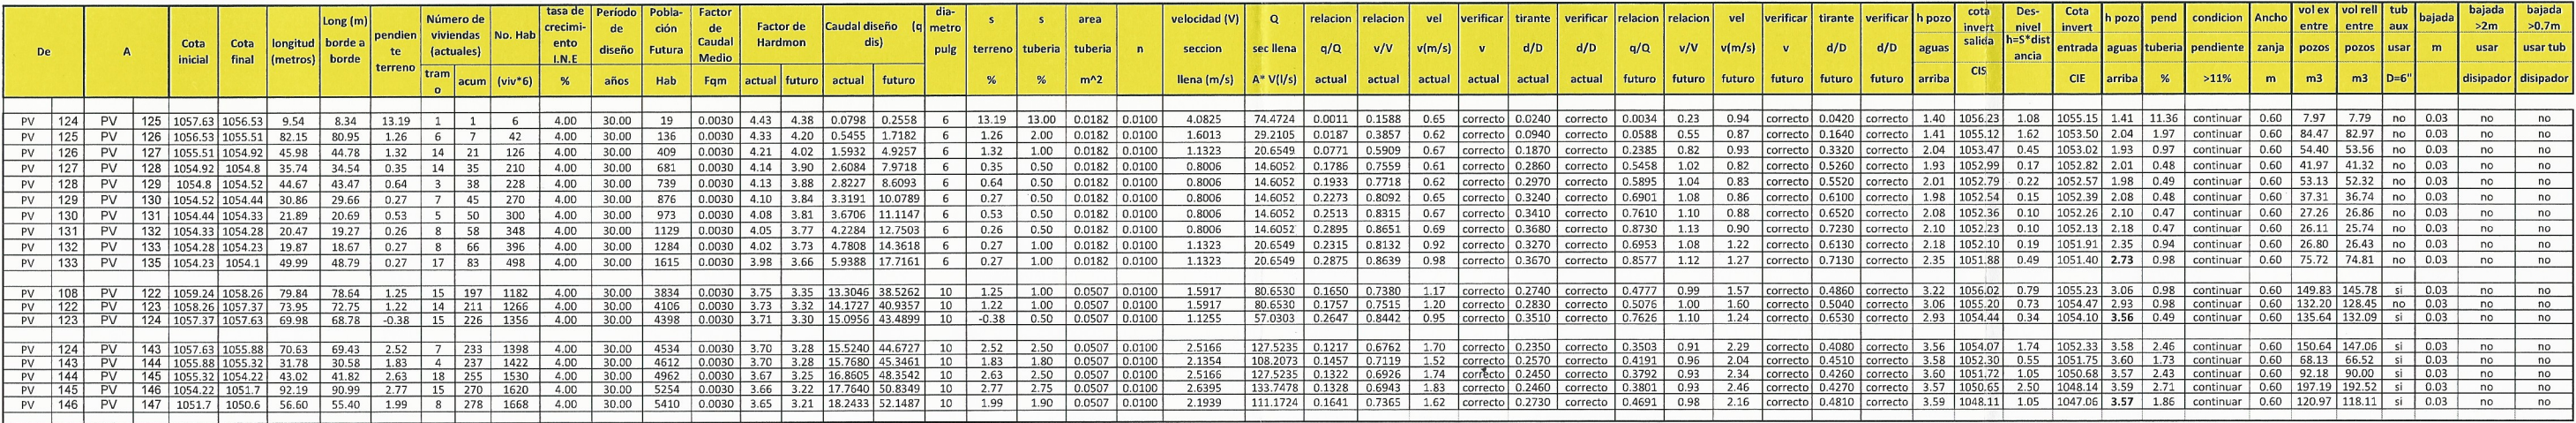 De A Cota inicial Cota final longitud (metros) Long (m) borde a borde pendiente terreno Número de viviendas (actuales) tramo acum No. Hab (viv*6) tasa de crecimiento I.N.E % Período de diseño años Población Futura Hab Factor de Caudal Medio Fqm Factor de Hardmon actual futuro Caudal diseño (q dis) actual futuro diametro pulg s terreno % s tuberia % area tuberia m^2 n velocidad (V) seccion llena (m/s) Q sec llena A* V(l/s) relacion q/Q actual relacion v/V actual vel v(m/s) actual verificar v actual tirante d/D actual verificar d/D actual relacion q/Q futuro relacion v/V futuro vel v(m/s) futuro verificar v futuro tirante d/D futuro verificar d/D futuro h pozo aguas arriba cota invert salida CIS Des-nivel h=S*distancia Cota invert entrada CIE h pozo aguas arriba pend tuberia % condicion pendiente >11% Ancho zanja m vol ex entre pozos m3 vol rell entre pozos m3 tub aux usar D=6" bajada m bajada >2m usar disipador bajada >0.7m usar tub disipador
PV 124 PV 125 1057.63 1056.53 9.54 8.34 13.19 1 1 6 4.00 30.00 19 0.0030 4.43 4.38 0.0798 0.2558 6 13.19 13.00 0.0182 0.0100 4.0825 74.4724 0.0011 0.1588 0.65 correcto 0.0240 correcto 0.0034 0.23 0.94 correcto 0.0420 correcto 1.40 1056.23 1.08 1055.15 1.41 11.36 continuar 0.60 7.97 7.79 no 0.03 no no
PV 125 PV 126 1056.53 1055.51 82.15 80.95 1.26 6 7 42 4.00 30.00 136 0.0030 4.33 4.20 0.5455 1.7182 6 1.26 2.00 0.0182 0.0100 1.6013 29.2105 0.0187 0.3857 0.62 correcto 0.0940 correcto 0.0588 0.55 0.87 correcto 0.1640 correcto 1.41 1055.12 1.62 1053.50 2.04 1.97 continuar 0.60 84.47 82.97 no 0.03 no no
PV 126 PV 127 1055.51 1054.92 45.98 44.78 1.32 14 21 126 4.00 30.00 409 0.0030 4.21 4.02 1.5932 4.9257 6 1.32 1.00 0.0182 0.0100 1.1323 20.6549 0.0771 0.5909 0.67 correcto 0.1870 correcto 0.2385 0.82 0.93 correcto 0.3320 correcto 2.04 1053.47 0.45 1053.02 1.93 0.97 continuar 0.60 54.40 53.56 no 0.03 no no
PV 127 PV 128 1054.92 1054.8 35.74 34.54 0.35 14 35 210 4.00 30.00 681 0.0030 4.14 3.90 2.6084 7.9718 6 0.35 0.50 0.0182 0.0100 0.8006 14.6052 0.1786 0.7559 0.61 correcto 0.2860 correcto 0.5458 1.02 0.82 correcto 0.5260 correcto 1.93 1052.99 0.17 1052.82 2.01 0.48 continuar 0.60 41.97 41.32 no 0.03 no no
PV 128 PV 129 1054.8 1054.52 44.67 43.47 0.64 3 38 228 4.00 30.00 739 0.0030 4.13 3.88 2.8227 8.6093 6 0.64 0.50 0.0182 0.0100 0.8006 14.6052 0.1933 0.7718 0.62 correcto 0.2970 correcto 0.5895 1.04 0.83 correcto 0.5520 correcto 2.01 1052.79 0.22 1052.57 1.98 0.49 continuar 0.60 53.13 52.32 no 0.03 no no
PV 129 PV 130 1054.52 1054.44 30.86 29.66 0.27 7 45 270 4.00 30.00 876 0.0030 4.10 3.84 3.3191 10.0789 6 0.27 0.50 0.0182 0.0100 0.8006 14.6052 0.2273 0.8092 0.65 correcto 0.3240 correcto 0.6901 1.08 0.86 correcto 0.6100 correcto 1.98 1052.54 0.15 1052.39 2.08 0.48 continuar 0.60 37.31 36.74 no 0.03 no no
PV 130 PV 131 1054.44 1054.33 21.89 20.69 0.53 5 50 300 4.00 30.00 973 0.0030 4.08 3.81 3.6706 11.1147 6 0.53 0.50 0.0182 0.0100 0.8006 14.6052 0.2513 0.8315 0.67 correcto 0.3410 correcto 0.7610 1.10 0.88 correcto 0.6520 correcto 2.08 1052.36 0.10 1052.26 2.10 0.47 continuar 0.60 27.26 26.86 no 0.03 no no
PV 131 PV 132 1054.33 1054.28 20.47 19.27 0.26 8 58 348 4.00 30.00 1129 0.0030 4.05 3.77 4.2284 12.7503 6 0.26 0.50 0.0182 0.0100 0.8006 14.6052 0.2895 0.8651 0.69 correcto 0.3680 correcto 0.8730 1.13 0.90 correcto 0.7230 correcto 2.10 1052.23 0.10 1052.13 2.18 0.47 continuar 0.60 26.11 25.74 no 0.03 no no
PV 132 PV 133 1054.28 1054.23 19.87 18.67 0.27 8 66 396 4.00 30.00 1284 0.0030 4.02 3.73 4.7808 14.3618 6 0.27 1.00 0.0182 0.0100 1.1323 20.6549 0.2315 0.8132 0.92 correcto 0.3270 correcto 0.6953 1.08 1.22 correcto 0.6130 correcto 2.18 1052.10 0.19 1051.91 2.35 0.94 continuar 0.60 26.80 26.43 no 0.03 no no
PV 133 PV 135 1054.23 1054.1 49.99 48.79 0.27 17 83 498 4.00 30.00 1615 0.0030 3.98 3.66 5.9388 17.7161 6 0.27 1.00 0.0182 0.0100 1.1323 20.6549 0.2875 0.8639 0.98 correcto 0.3670 correcto 0.8577 1.12 1.27 correcto 0.7130 correcto 2.35 1051.88 0.49 1051.40 2.73 0.98 continuar 0.60 75.72 74.81 no 0.03 no no
PV 108 PV 122 1059.24 1058.26 79.84 78.64 1.25 15 197 1182 4.00 30.00 3834 0.0030 3.75 3.35 13.3046 38.5262 10 1.25 1.00 0.0507 0.0100 1.5917 80.6530 0.1650 0.7380 1.17 correcto 0.2740 correcto 0.4777 0.99 1.57 correcto 0.4860 correcto 3.22 1056.02 0.79 1055.23 3.06 0.98 continuar 0.60 149.83 145.78 si 0.03 no no
PV 122 PV 123 1058.26 1057.37 73.95 72.75 1.22 14 211 1266 4.00 30.00 4106 0.0030 3.73 3.32 14.1727 40.9357 10 1.22 1.00 0.0507 0.0100 1.5917 80.6530 0.1757 0.7515 1.20 correcto 0.2830 correcto 0.5076 1.00 1.60 correcto 0.5040 correcto 3.06 1055.20 0.73 1054.47 2.93 0.98 continuar 0.60 132.20 128.45 no 0.03 no no
PV 123 PV 124 1057.37 1057.63 69.98 68.78 -0.38 15 226 1356 4.00 30.00 4398 0.0030 3.71 3.30 15.0956 43.4899 10 -0.38 0.50 0.0507 0.0100 1.1255 57.0303 0.2647 0.8442 0.95 correcto 0.3510 correcto 0.7626 1.10 1.24 correcto 0.6530 correcto 2.93 1054.44 0.34 1054.10 3.56 0.49 continuar 0.60 135.64 132.09 si 0.03 no no
PV 124 PV 143 1057.63 1055.88 70.63 69.43 2.52 7 233 1398 4.00 30.00 4534 0.0030 3.70 3.28 15.5240 44.6727 10 2.52 2.50 0.0507 0.0100 2.5166 127.5235 0.1217 0.6762 1.70 correcto 0.2350 correcto 0.3503 0.91 2.29 correcto 0.4080 correcto 3.56 1054.07 1.74 1052.33 3.58 2.46 continuar 0.60 150.64 147.06 si 0.03 no no
PV 143 PV 144 1055.88 1055.32 31.78 30.58 1.83 4 237 1422 4.00 30.00 4612 0.0030 3.70 3.28 15.7680 45.3461 10 1.83 1.80 0.0507 0.0100 2.1354 108.2073 0.1457 0.7119 1.52 correcto 0.2570 correcto 0.4191 0.96 2.04 correcto 0.4510 correcto 3.58 1052.30 0.55 1051.75 3.60 1.73 continuar 0.60 68.13 66.52 si 0.03 no no
PV 144 PV 145 1055.32 1054.22 43.02 41.82 2.63 18 255 1530 4.00 30.00 4962 0.0030 3.67 3.25 16.8605 48.3542 10 2.63 2.50 0.0507 0.0100 2.5166 127.5235 0.1322 0.6926 1.74 correcto 0.2450 correcto 0.3792 0.93 2.34 correcto 0.4260 correcto 3.60 1051.72 1.05 1050.68 3.57 2.43 continuar 0.60 92.18 90.00 si 0.03 no no
PV 145 PV 146 1054.22 1051.7 92.19 90.99 2.77 15 270 1620 4.00 30.00 5254 0.0030 3.66 3.22 17.7640 50.8349 10 2.77 2.75 0.0507 0.0100 2.6395 133.7478 0.1328 0.6943 1.83 correcto 0.2460 correcto 0.3801 0.93 2.46 correcto 0.4270 correcto 3.57 1050.65 2.50 1048.14 3.59 2.71 continuar 0.60 197.19 192.52 si 0.03 no no
PV 146 PV 147 1051.7 1050.6 56.60 55.40 1.99 8 278 1668 4.00 30.00 5410 0.0030 3.65 3.21 18.2433 52.1487 10 1.99 1.90 0.0507 0.0100 2.1939 111.1724 0.1641 0.7365 1.62 correcto 0.2730 correcto 0.4691 0.98 2.16 correcto 0.4810 correcto 3.59 1048.11 1.05 1047.06 3.57 1.86 continuar 0.60 120.97 118.11 si 0.03 no no